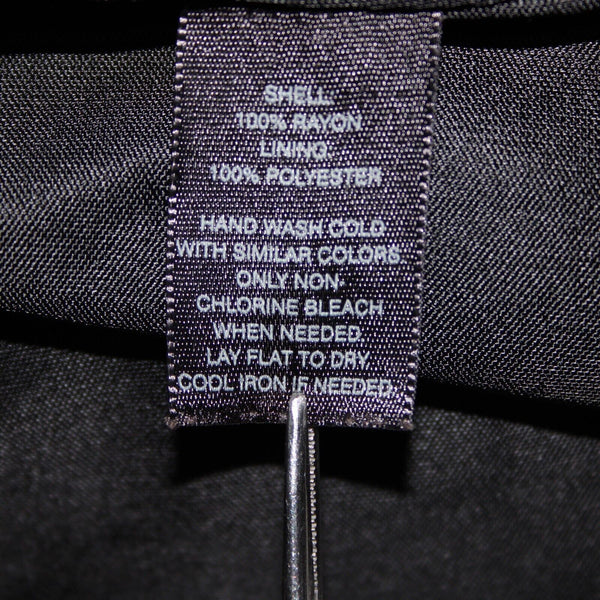 SHELL:
100% RAYON
LINING:
100% POLYESTER
HAND WASH COLD
WITH SIMILAR COLORS.
ONLY NON-
CHLORINE BLEACH
WHEN NEEDED.
LAY FLAT TO DRY.
COOL IRON IF NEEDED.